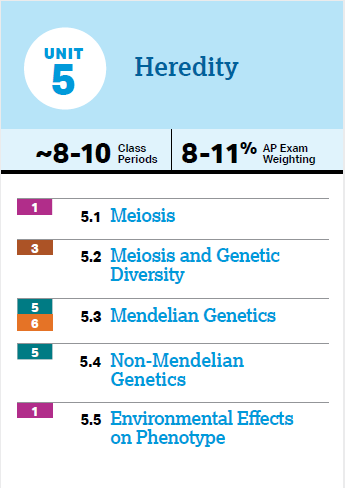 UNIT
5
Heredity
~8-10 Class Periods
8-11% AP Exam Weighting
1
5.1 Meiosis
3
5.2 Meiosis and Genetic
Diversity
5
6
5.3 Mendelian Genetics
5
5.4 Non-Mendelian
Genetics
1
5.5 Environmental Effects
on Phenotype